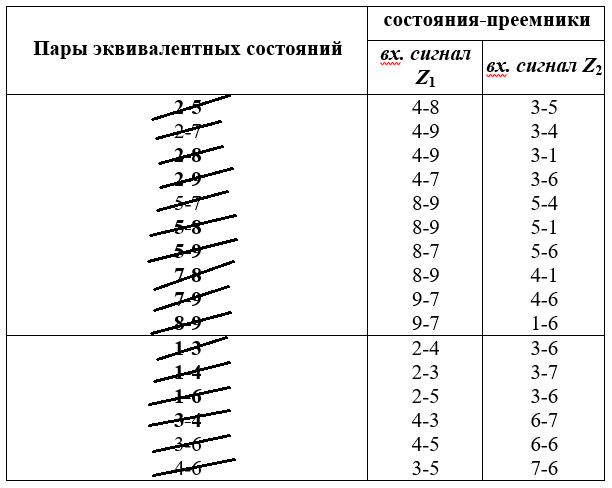 Пары эквивалентных состояний состояния-преемники
вх. сигнал Z1 вх. сигнал Z2
2-5 4-8 3-5
2-7 4-9 3-4
2-8 4-9 3-1
2-9 4-7 3-6
5-7 8-9 5-4
5-8 8-9 5-1
5-9 8-7 5-6
7-8 8-9 4-1
7-9 9-7 4-6
8-9 9-7 1-6
1-3 2-4 3-6
1-4 2-3 3-7
1-6 2-5 3-6
3-4 4-3 6-7
3-6 4-5 6-6
4-6 3-5 7-6